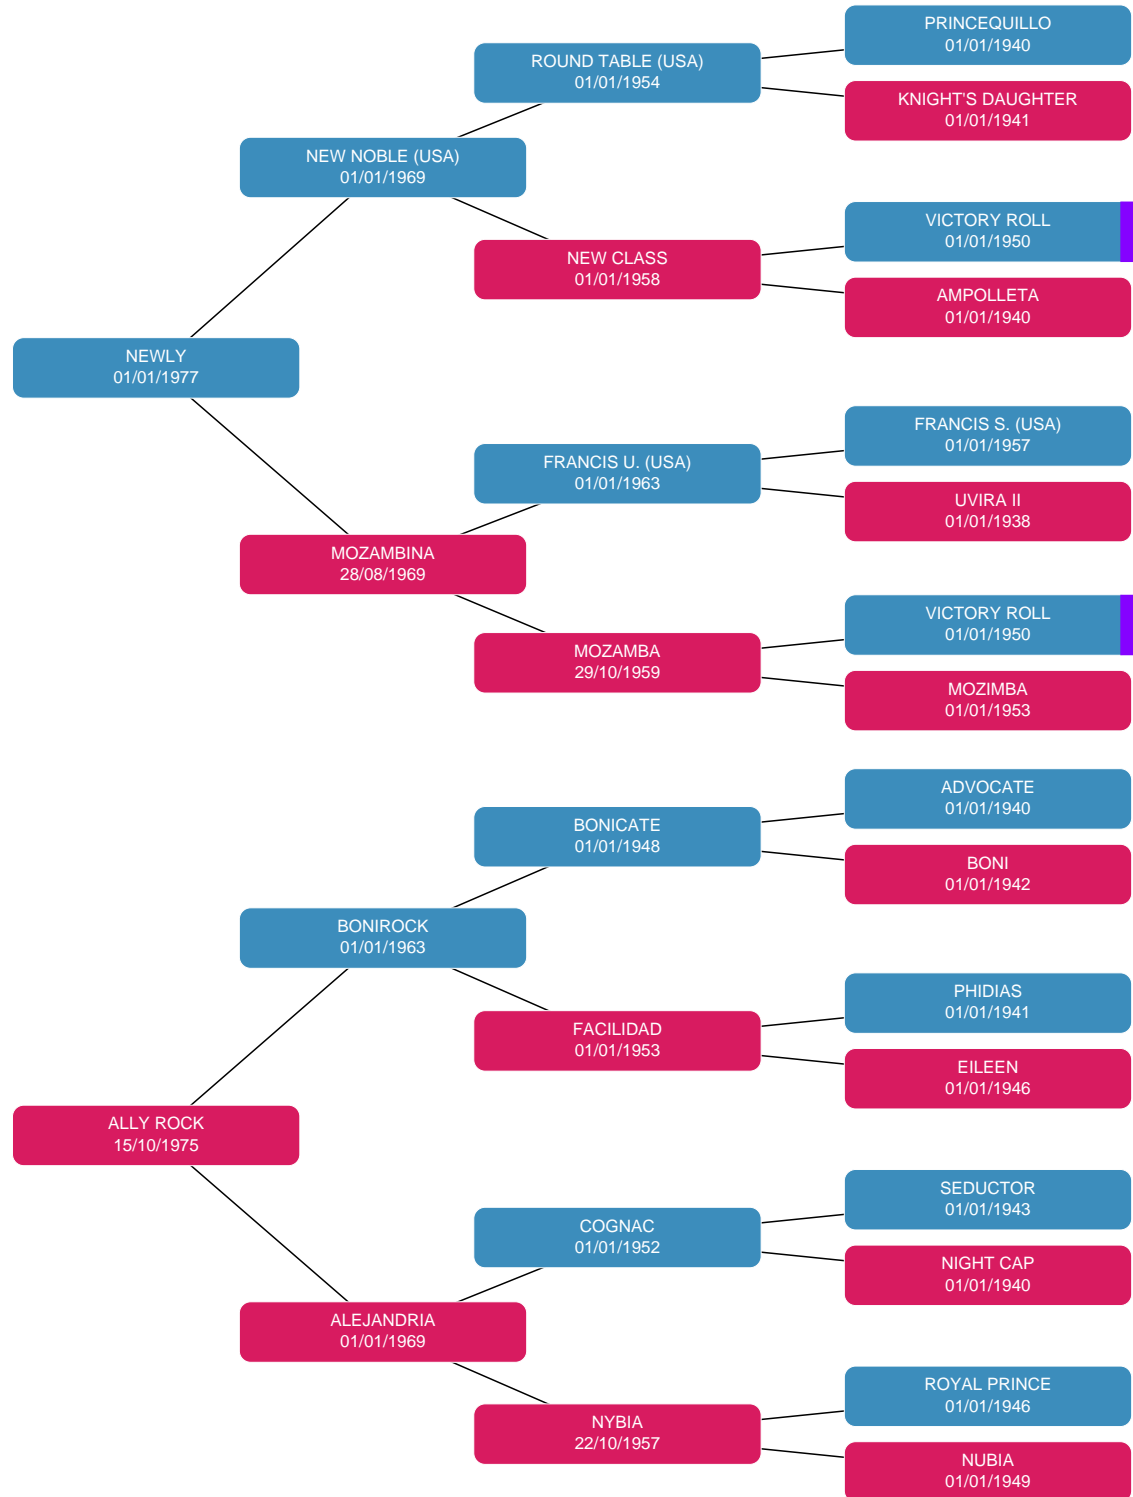 PRINCEQUILLO
01/01/1940
ROUND TABLE (USA)
01/01/1954
KNIGHT'S DAUGHTER
01/01/1941
NEW NOBLE (USA)
01/01/1969
VICTORY ROLL
01/01/1950
NEW CLASS
01/01/1958
AMPOLLETA
01/01/1940
NEWLY
01/01/1977
FRANCIS S. (USA)
01/01/1957
FRANCIS U. (USA)
01/01/1963
UVIRA II
01/01/1938
MOZAMBINA
28/08/1969
VICTORY ROLL
01/01/1950
MOZAMBA
29/10/1959
MOZIMBA
01/01/1953
ADVOCATE
01/01/1940
BONICATE
01/01/1948
BONI
01/01/1942
BONIROCK
01/01/1963
PHIDIAS
01/01/1941
FACILIDAD
01/01/1953
EILEEN
01/01/1946
ALLY ROCK
15/10/1975
SEDUCTOR
01/01/1943
COGNAC
01/01/1952
NIGHT CAP
01/01/1940
ALEJANDRIA
01/01/1969
ROYAL PRINCE
01/01/1946
NYBIA
22/10/1957
NUBIA
01/01/1949